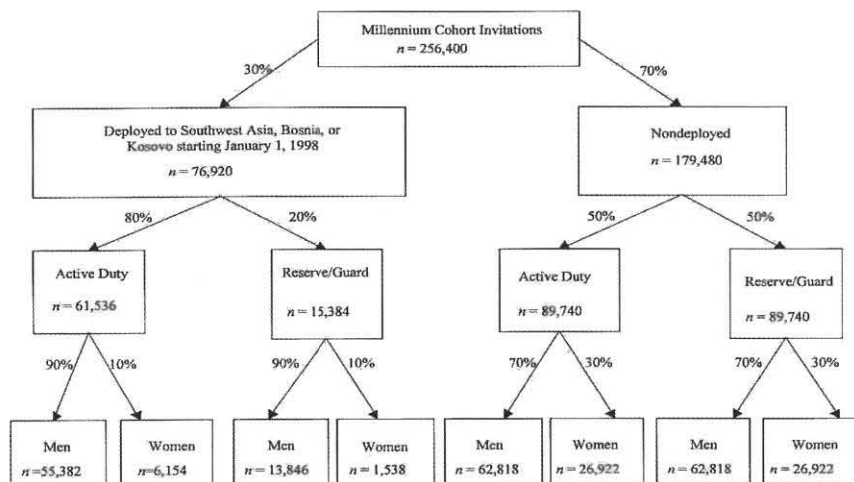 Millennium Cohort Invitations
n = 256,400
30%
70%
Deployed to Southwest Asia, Bosnia, or
Kosovo starting January 1, 1998
n = 76,920
Nondeployed
n = 179,480
80%
20%
50%
50%
Active Duty
n = 61,536
Reserve/Guard
n = 15,384
Active Duty
n = 89,740
Reserve/Guard
n = 89,740
90%
10%
90%
10%
70%
30%
70%
30%
Men
n=55,382
Women
n=6,154
Men
n = 13,846
Women
n = 1,538
Men
n = 62,818
Women
n = 26,922
Men
n = 62,818
Women
n = 26,922